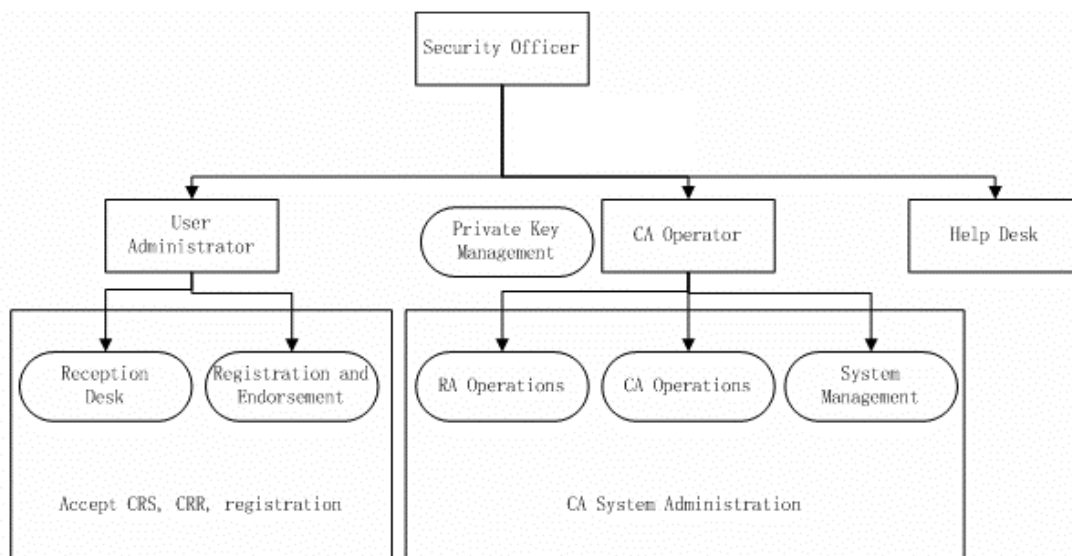 Security Officer
User
Administrator
Private Key
Management
CA Operator
Help Desk
Reception
Desk
Registration and
Endorsement
RA Operations
CA Operations
System
Management
Accept CRS, CRR, registration
CA System Administration